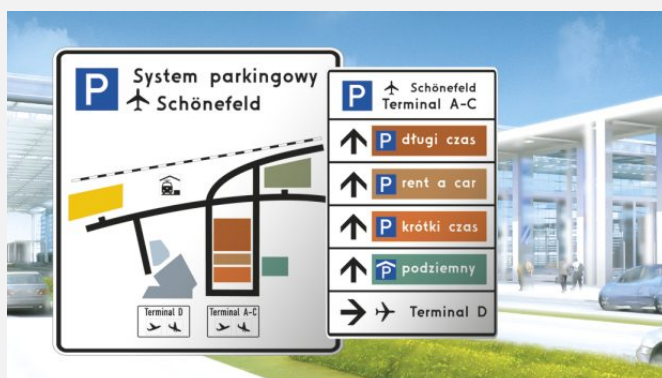 P
System parkingowy
Schönefeld
Terminal D
Terminal A-C
P
Schönefeld
Terminal A-C
P długi czas
P rent a car
P krótki czas
P podziemny
Terminal D